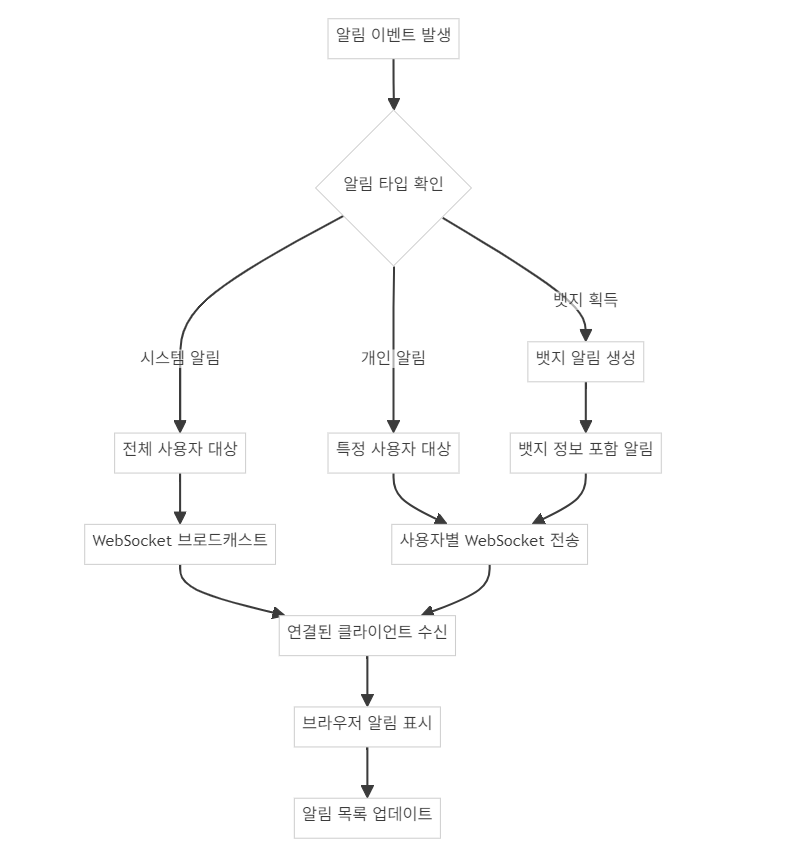 알림 이벤트 발생
알림 타입 확인
뱃지 획득
시스템 알림
개인 알림
뱃지 알림 생성
전체 사용자 대상
특정 사용자 대상
뱃지 정보 포함 알림
WebSocket 브로드캐스트
사용자별 WebSocket 전송
연결된 클라이언트 수신
브라우저 알림 표시
알림 목록 업데이트